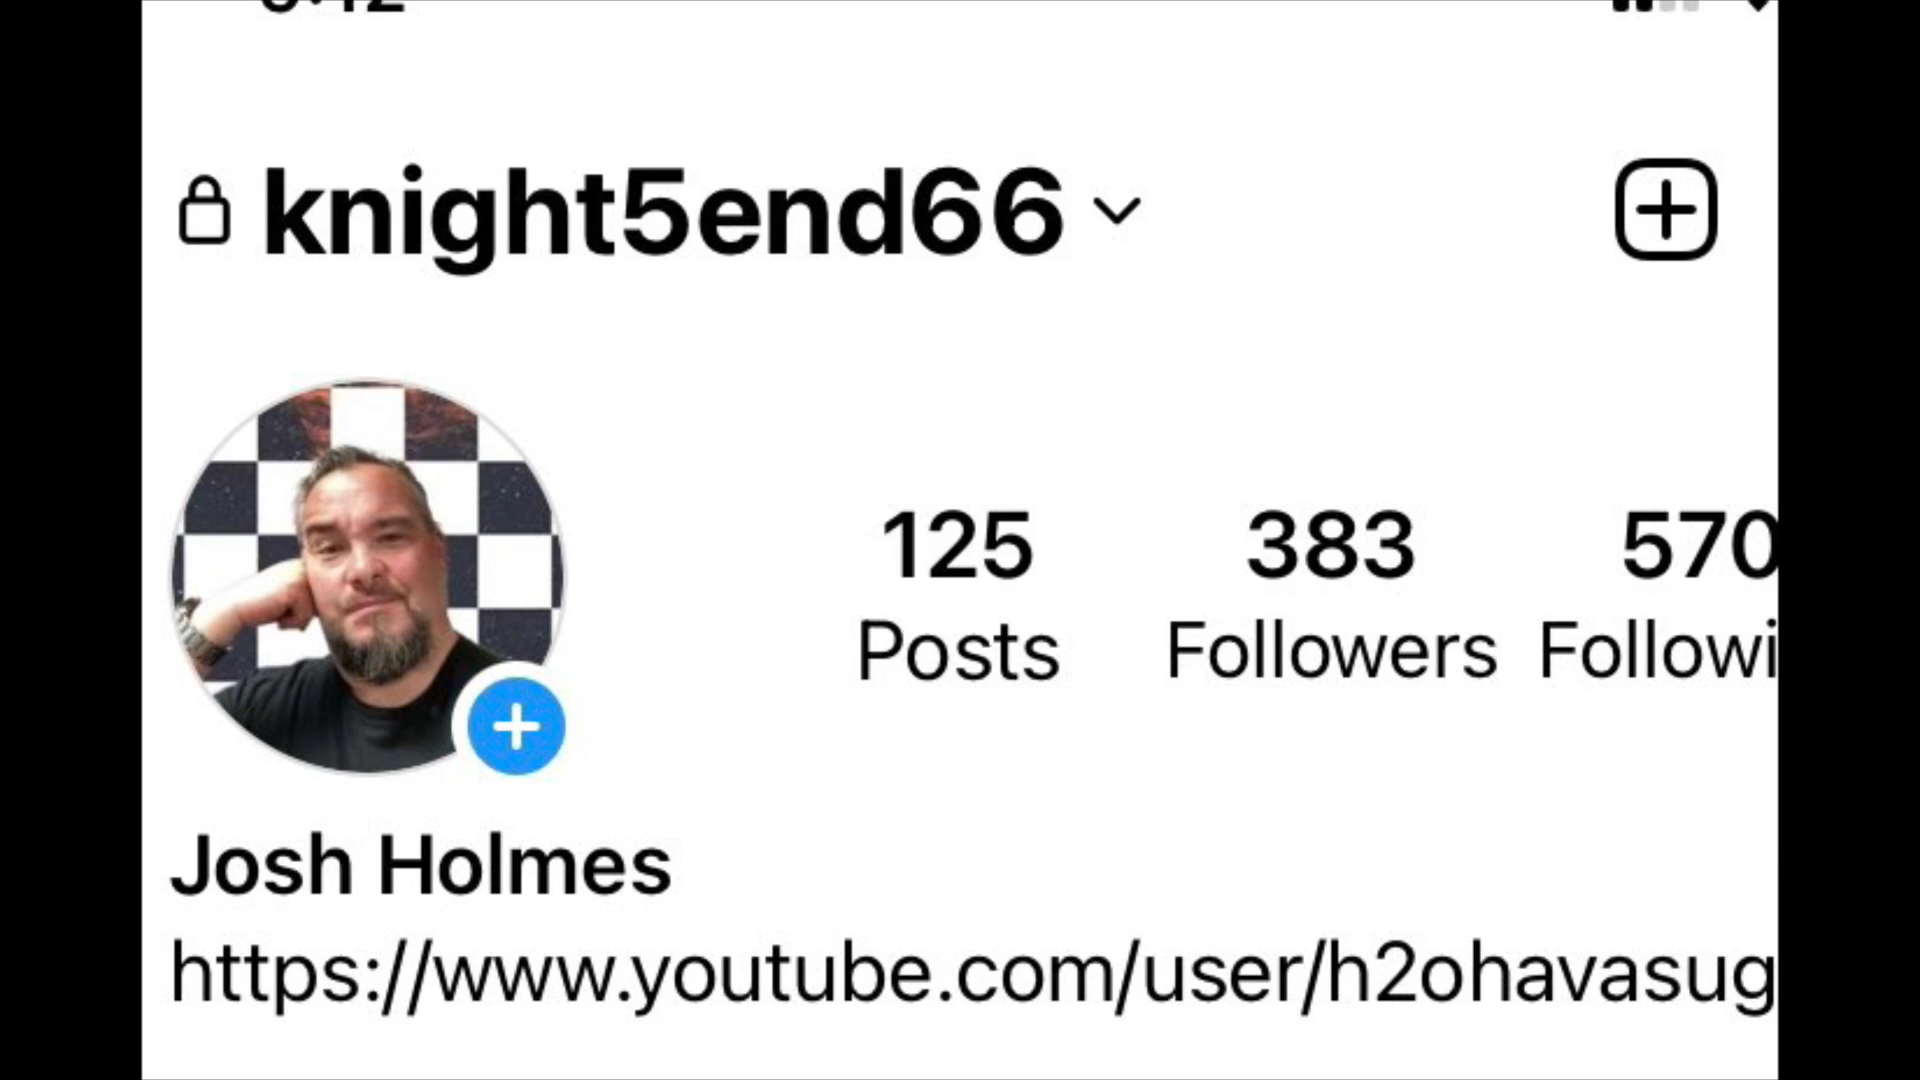 knight5end66
125 383 570
Posts Followers Followi
Josh Holmes
https://www.youtube.com/user/h2ohavasug